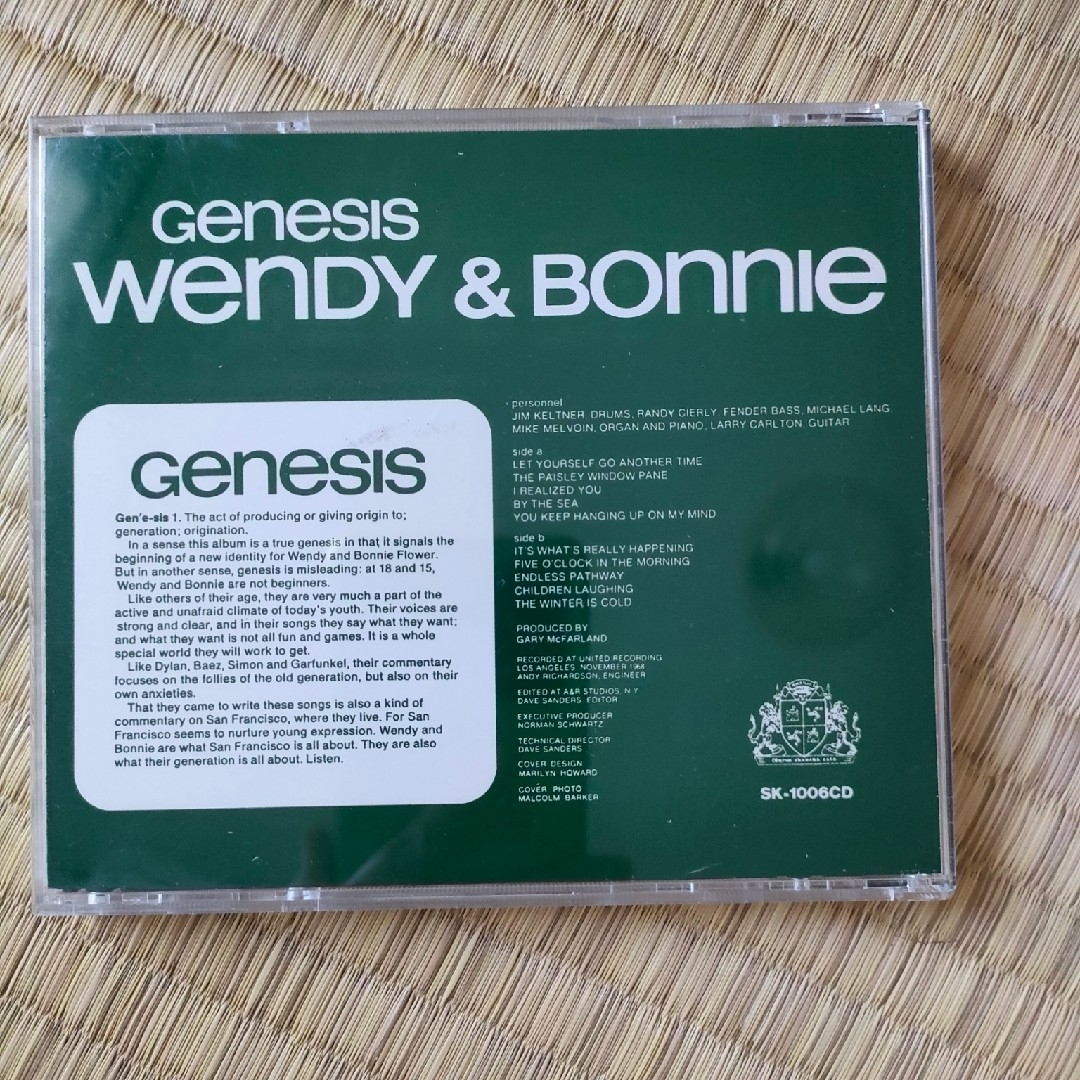 Genesis
Wendy & Bonnie
Genesis
Gen'e-sis 1. The act of producing or giving origin to;
generation; origination.
In a sense this album is a true genesis in that it signals the
beginning of a new identity for Wendy and Bonnie Flower.
But in another sense, genesis is misleading: at 18 and 15,
Wendy and Bonnie are not beginners.
Like others of their age, they are very much a part of the
active and unafraid climate of today's youth. Their voices are
strong and clear, and in their songs they say what they want;
and what they want is not all fun and games. It is a whole
special world they will work to get.
Like Dylan, Baez, Simon and Garfunkel, their commentary
focuses on the follies of the old generation, but also on their
own anxieties.
That they came to write these songs is also a kind of
commentary on San Francisco, where they live. For San
Francisco seems to nurture young expression. Wendy and
Bonnie are what San Francisco is all about. They are also
what their generation is all about. Listen.
personnel
JIM KELTNER, DRUMS, RANDY CIERLY, FENDER BASS, MICHAEL LANG,
MIKE MELVOIN, ORGAN AND PIANO, LARRY CARLTON, GUITAR
side a
LET YOURSELF GO ANOTHER TIME
THE PAISLEY WINDOW PANE
I REALIZED YOU
BY THE SEA
YOU KEEP HANGING UP ON MY MIND
side b
IT'S WHAT'S REALLY HAPPENING
FIVE O'CLOCK IN THE MORNING
ENDLESS PATHWAY
CHILDREN LAUGHING
THE WINTER IS COLD
PRODUCED BY
GARY McFARLAND
RECORDED AT UNITED RECORDING
LOS ANGELES, NOVEMBER 1968
ANDY RICHARDSON, ENGINEER
EDITED AT A&R STUDIOS, N.Y.
DAVE SANDERS, EDITOR
EXECUTIVE PRODUCER
NORMAN SCHWARTZ
TECHNICAL DIRECTOR
DAVE SANDERS
COVER DESIGN
MARILYN HOWARD
COVER PHOTO
MALCOLM BARKER
SK-1006CD